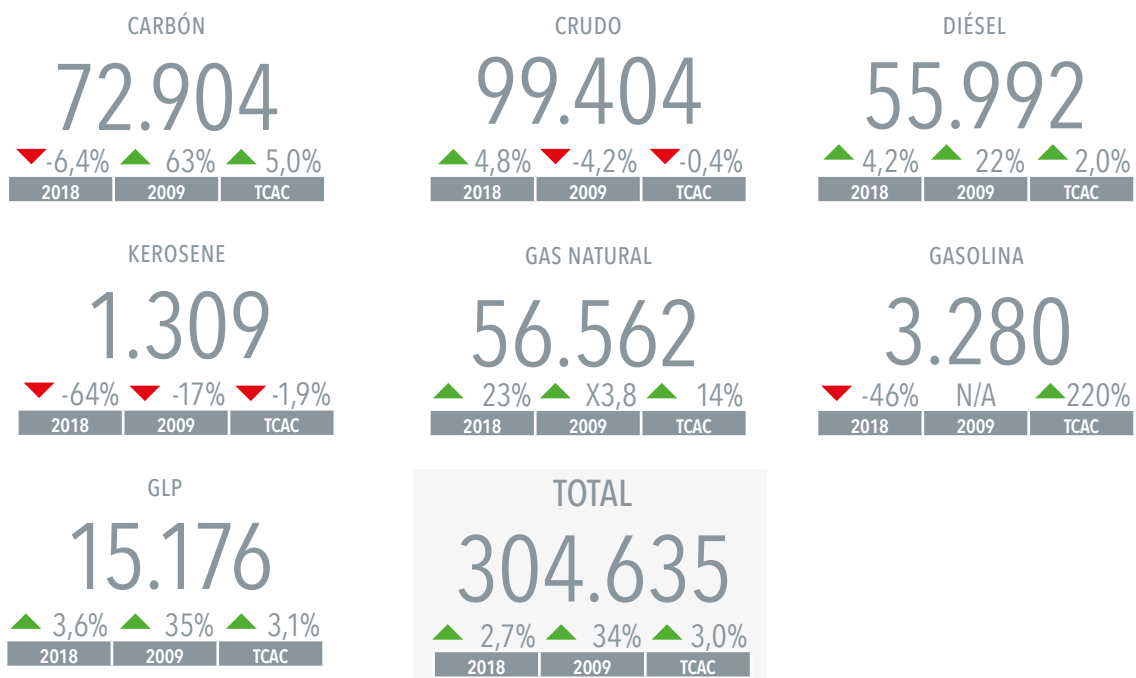 CARBÓN
72.904
-6,4% 63% 5,0%
2018 2009 TCAC
CRUDO
99.404
4,8% -4,2% -0,4%
2018 2009 TCAC
DIÉSEL
55.992
4,2% 22% 2,0%
2018 2009 TCAC
KEROSENE
1.309
-64% -17% -1,9%
2018 2009 TCAC
GAS NATURAL
56.562
23% X3,8 14%
2018 2009 TCAC
GASOLINA
3.280
-46% N/A 220%
2018 2009 TCAC
GLP
15.176
3,6% 35% 3,1%
2018 2009 TCAC
TOTAL
304.635
2,7% 34% 3,0%
2018 2009 TCAC